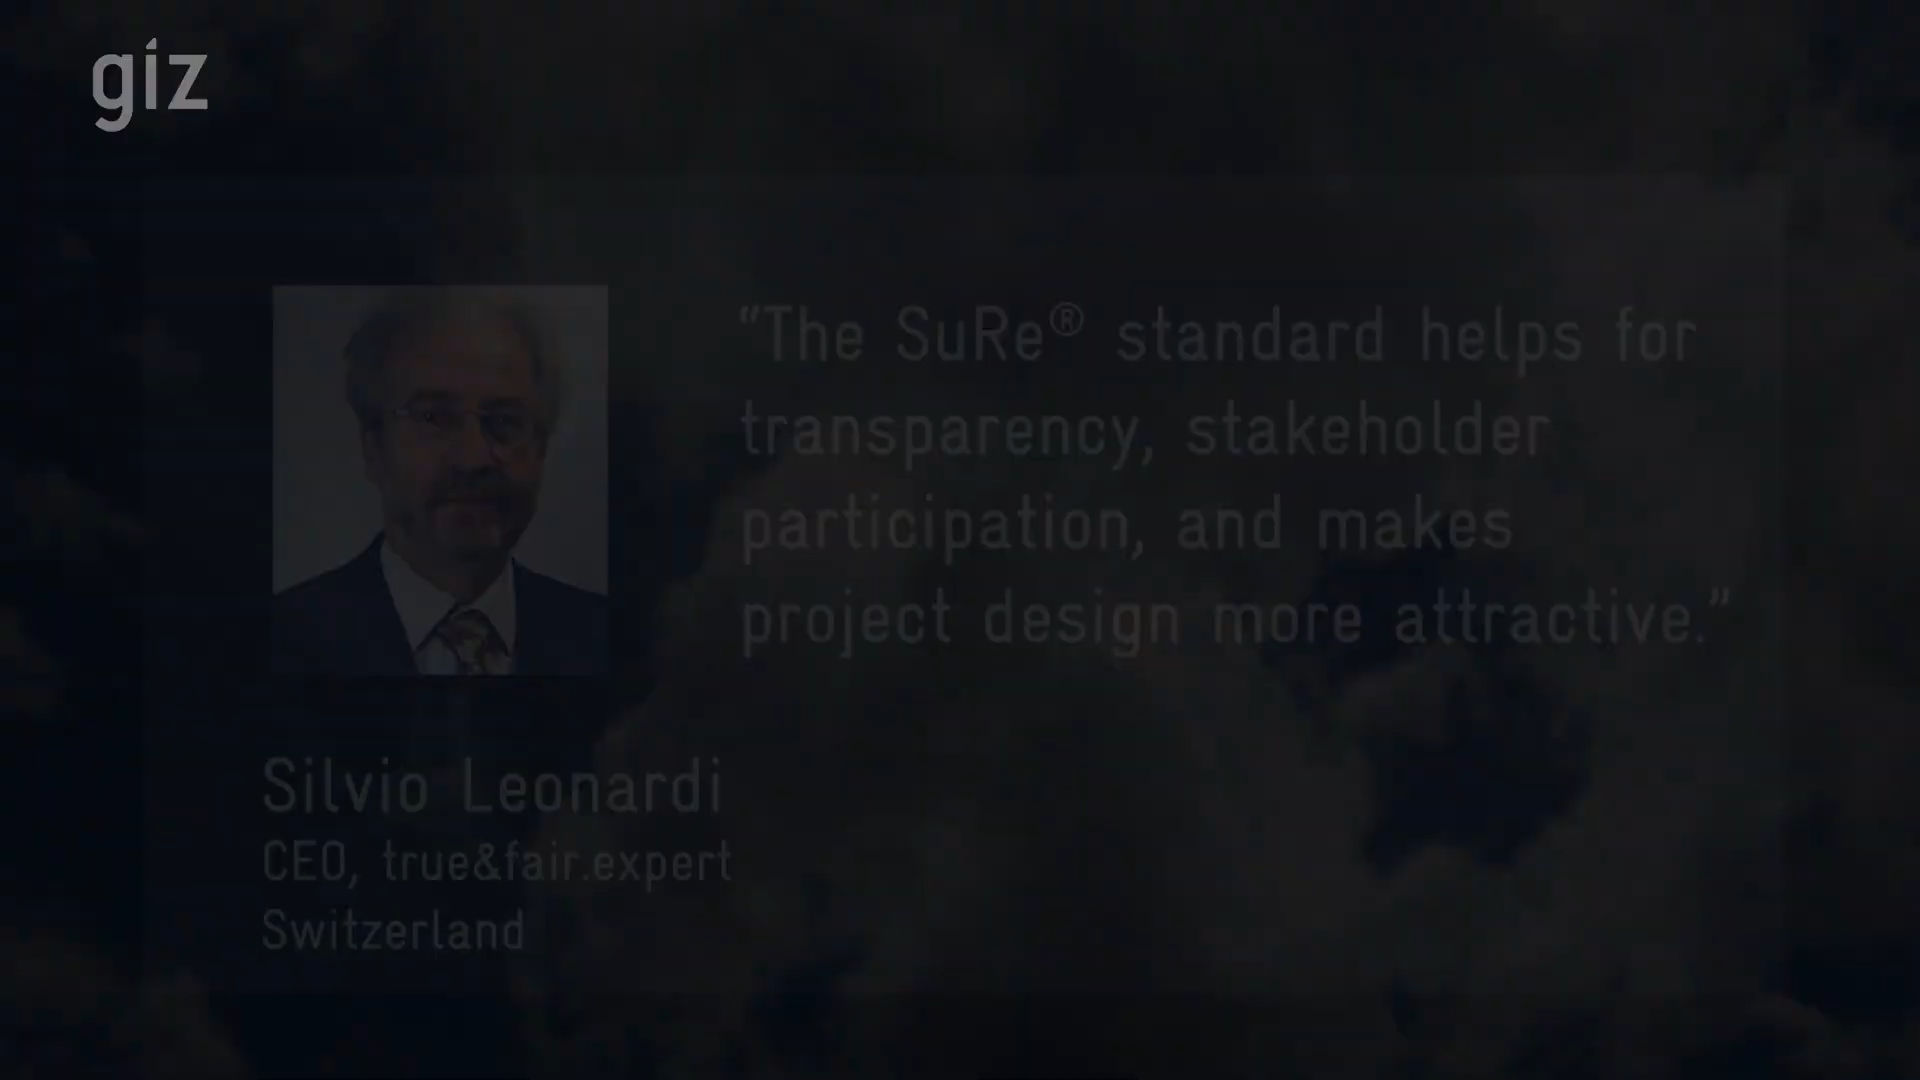 giz
“The SuRe® standard helps for
transparency, stakeholder
participation, and makes
project design more attractive.”
Silvio Leonardi
CEO, true&fair.expert
Switzerland